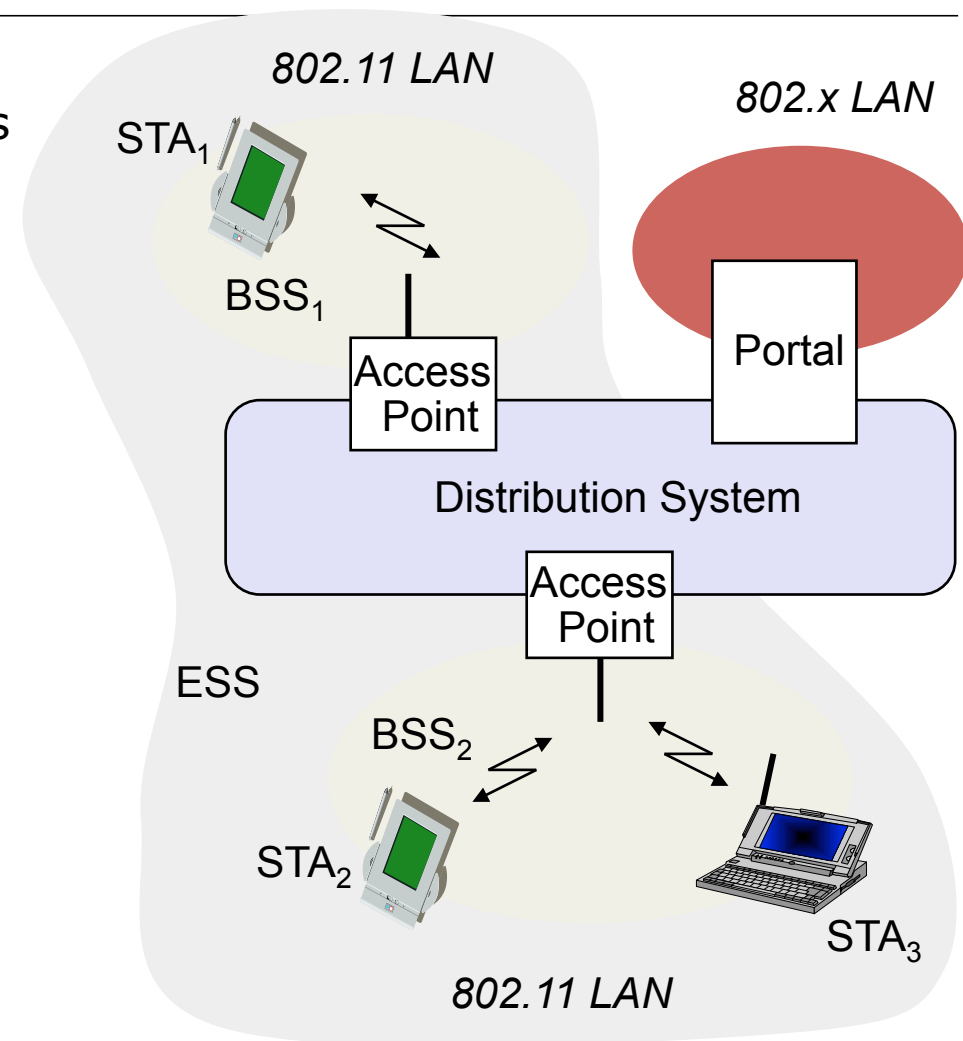 802.11 LAN
802.x LAN
s
STA₁
BSS₁
Access
Point
Portal
Distribution System
Access
Point
ESS
BSS₂
STA₂
STA₃
802.11 LAN